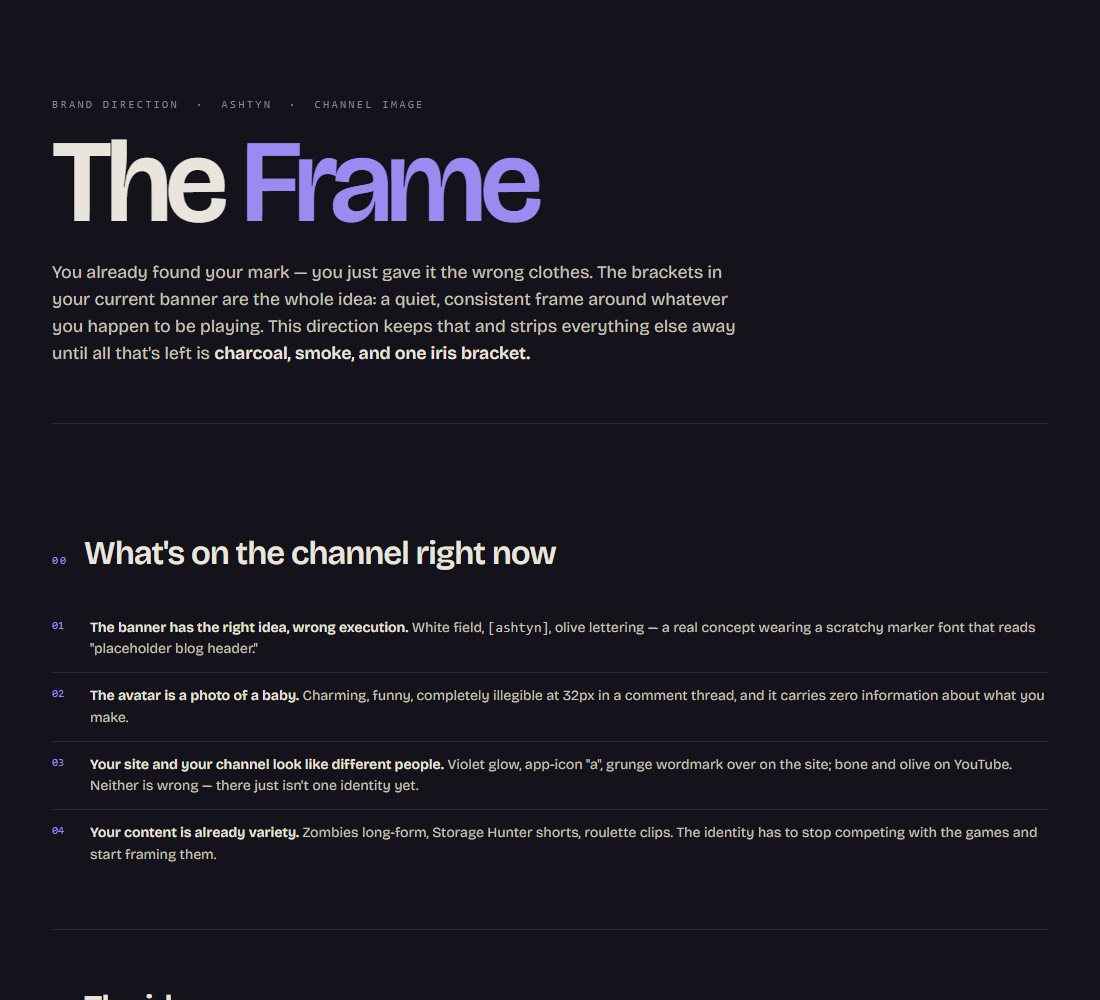 BRAND DIRECTION · ASHTYN · CHANNEL IMAGE
The Frame
You already found your mark — you just gave it the wrong clothes. The brackets in
your current banner are the whole idea: a quiet, consistent frame around whatever
you happen to be playing. This direction keeps that and strips everything else away
until all that's left is charcoal, smoke, and one iris bracket.
00 What's on the channel right now
01 The banner has the right idea, wrong execution. White field, [ashtyn], olive lettering — a real concept wearing a scratchy marker font that reads
"placeholder blog header."
02 The avatar is a photo of a baby. Charming, funny, completely illegible at 32px in a comment thread, and it carries zero information about what you
make.
03 Your site and your channel look like different people. Violet glow, app-icon "a", grunge wordmark over on the site; bone and olive on YouTube.
Neither is wrong — there just isn't one identity yet.
04 Your content is already variety. Zombies long-form, Storage Hunter shorts, roulette clips. The identity has to stop competing with the games and
start framing them.